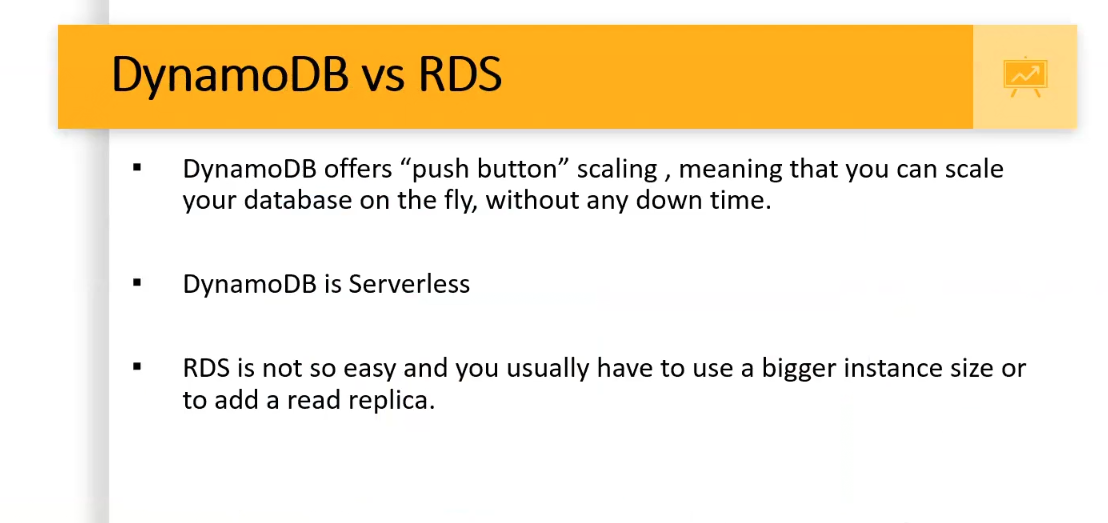 DynamoDB vs RDS
▪ DynamoDB offers “push button” scaling , meaning that you can scale
your database on the fly, without any down time.
▪ DynamoDB is Serverless
▪ RDS is not so easy and you usually have to use a bigger instance size or
to add a read replica.